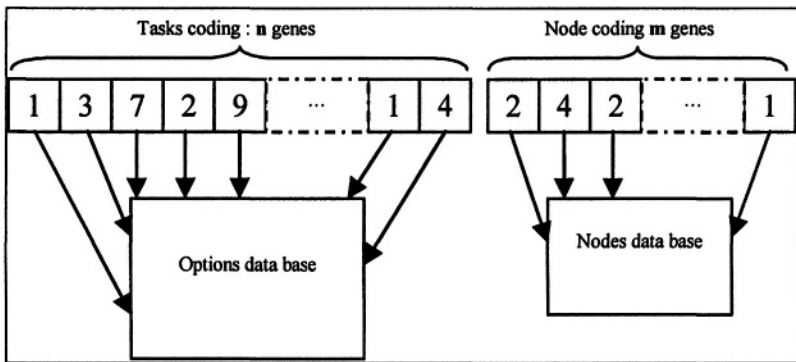 Tasks coding : n genes
Node coding m genes
1 3 7 2 9 ... 1 4
2 4 2 ... 1
Options data base
Nodes data base